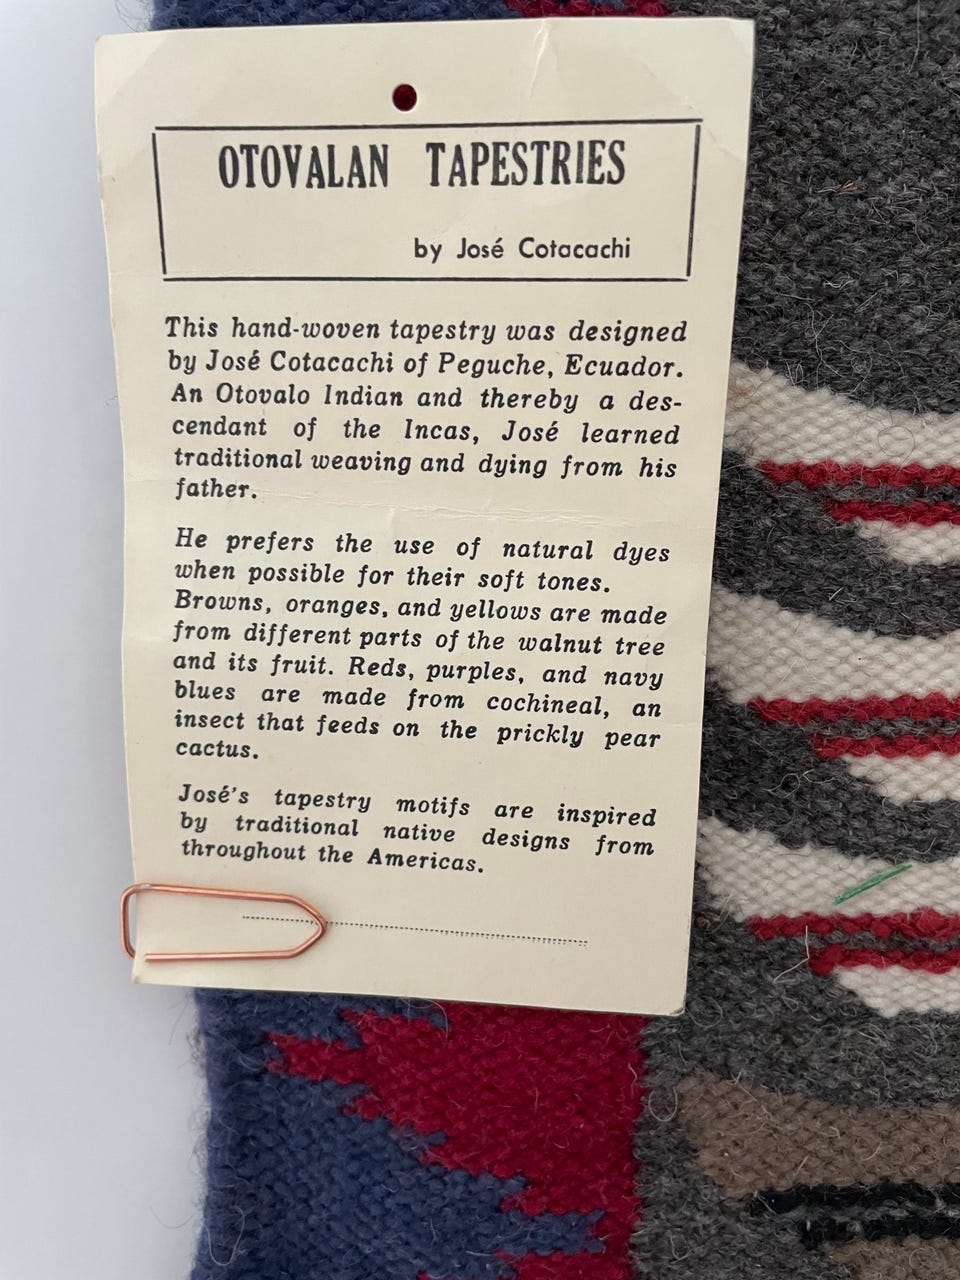 OTOVALAN TAPESTRIES
by José Cotacachi
This hand-woven tapestry was designed
by José Cotacachi of Peguche, Ecuador.
An Otovalo Indian and thereby a des-
cendant of the Incas, José learned
traditional weaving and dying from his
father.
He prefers the use of natural dyes
when possible for their soft tones.
Browns, oranges, and yellows are made
from different parts of the walnut tree
and its fruit. Reds, purples, and navy
blues are made from cochineal, an
insect that feeds on the prickly pear
cactus.
José's tapestry motifs are inspired
by traditional native designs from
throughout the Americas.